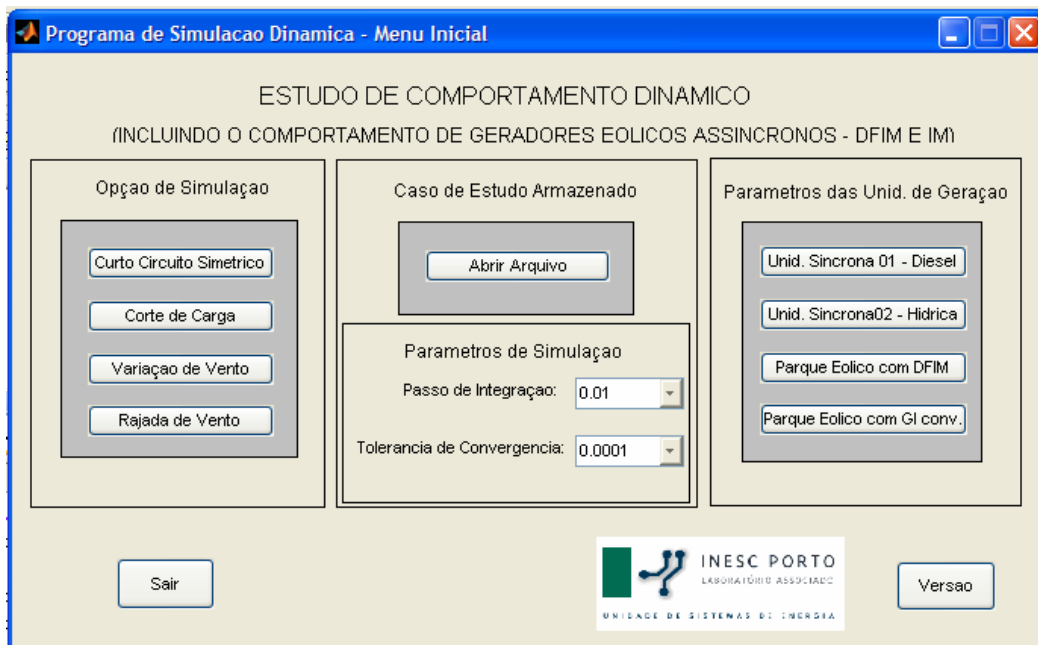 Programa de Simulacao Dinamica - Menu Inicial
ESTUDO DE COMPORTAMENTO DINAMICO
(INCLUINDO O COMPORTAMENTO DE GERADORES EOLICOS ASSINCRONOS - DFIM E IM)
Opçao de Simulaçao
Curto Circuito Simetrico
Corte de Carga
Variaçao de Vento
Rajada de Vento
Caso de Estudo Armazenado
Abrir Arquivo
Parametros de Simulaçao
Passo de Integraçao: 0.01
Tolerancia de Convergencia: 0.0001
Parametros das Unid. de Geraçao
Unid. Sincrona 01 - Diesel
Unid. Sincrona02 - Hidrica
Parque Eolico com DFIM
Parque Eolico com GI conv.
Sair
INESC PORTO
LABORATÓRIO ASSOCIADO
UNIDADE DE SISTEMAS DE ENERGIA
Versao